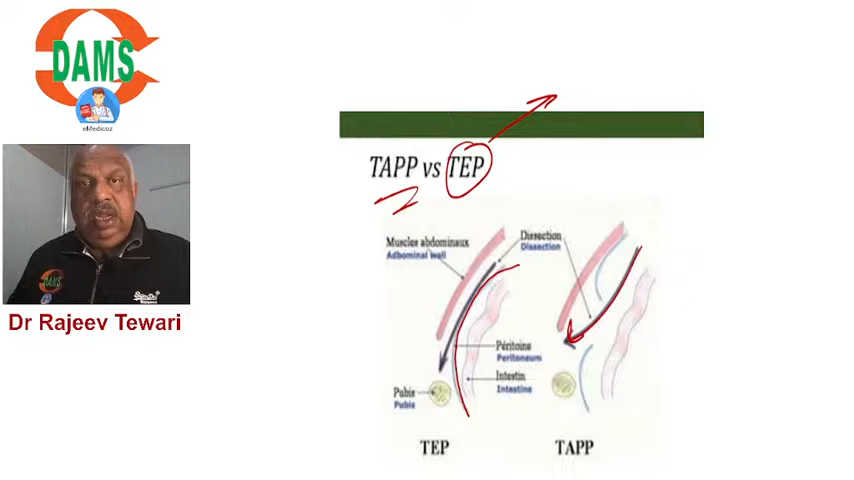 DAMS
eMedicoz
TAPP vs TEP
Muscles abdominaux
Adbominal wall
Dissection
Dissection
Péritoine
Peritoneum
Intestin
Intestine
Pubis
Pubis
TEP
TAPP
DAMS
Dr Rajeev Tewari